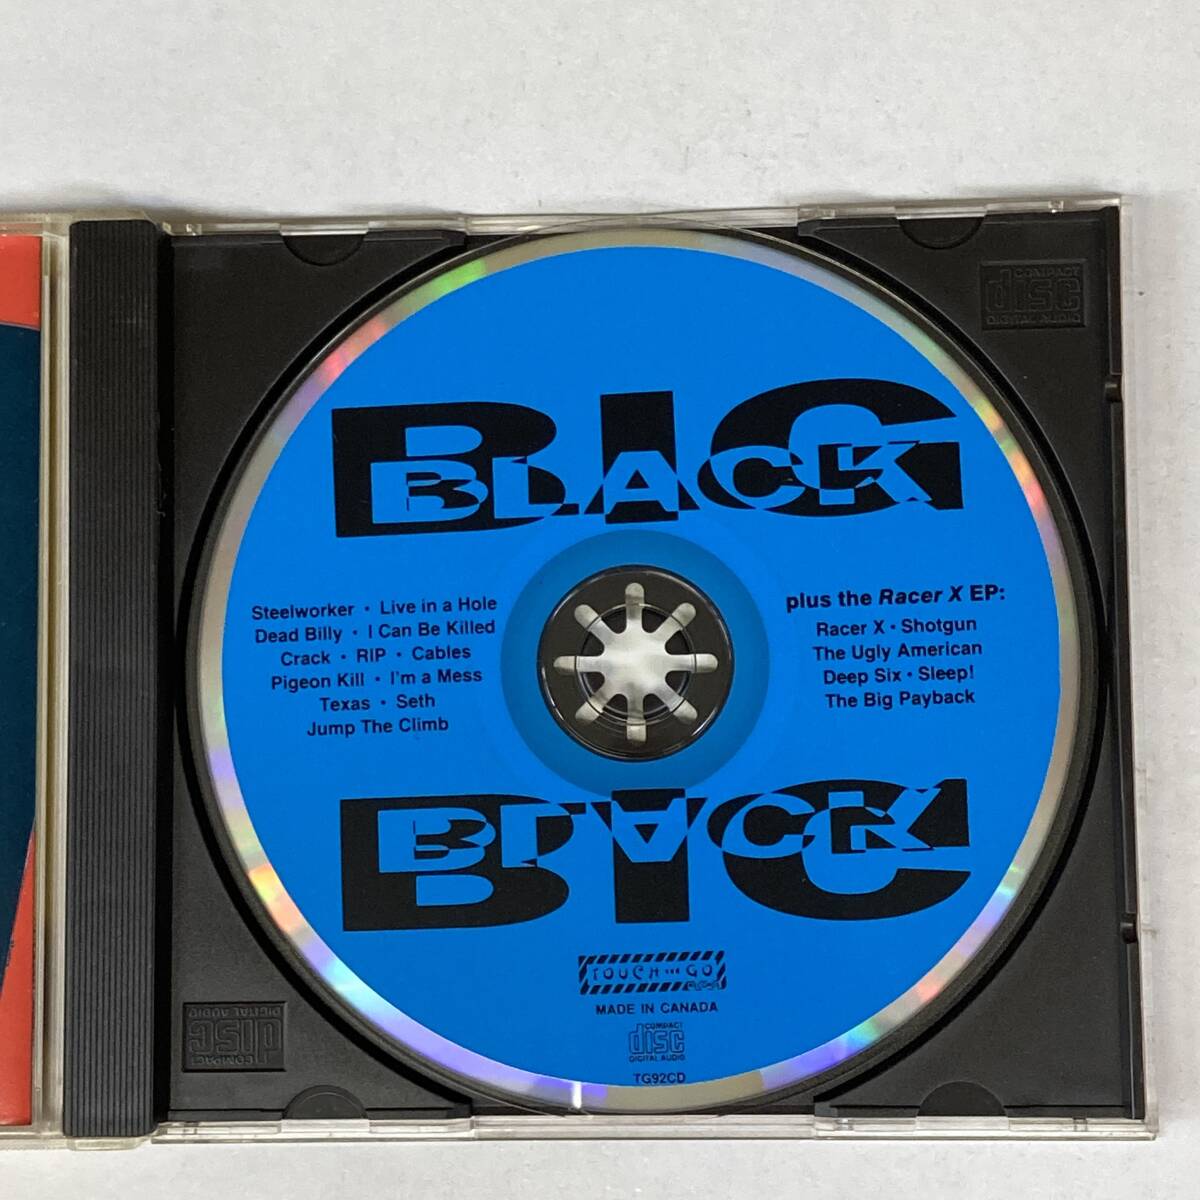 BIG
BLACK
Steelworker · Live in a Hole
Dead Billy · I Can Be Killed
Crack · RIP · Cables
Pigeon Kill · I'm a Mess
Texas · Seth
Jump The Climb
plus the Racer X EP:
Racer X · Shotgun
The Ugly American
Deep Six · Sleep!
The Big Payback
BLACK
BIG
TOUCH AND GO
MADE IN CANADA
COMPACT
disc
DIGITAL AUDIO
TG92CD
COMPACT
disc
DIGITAL AUDIO
COMPACT
disc
DIGITAL AUDIO